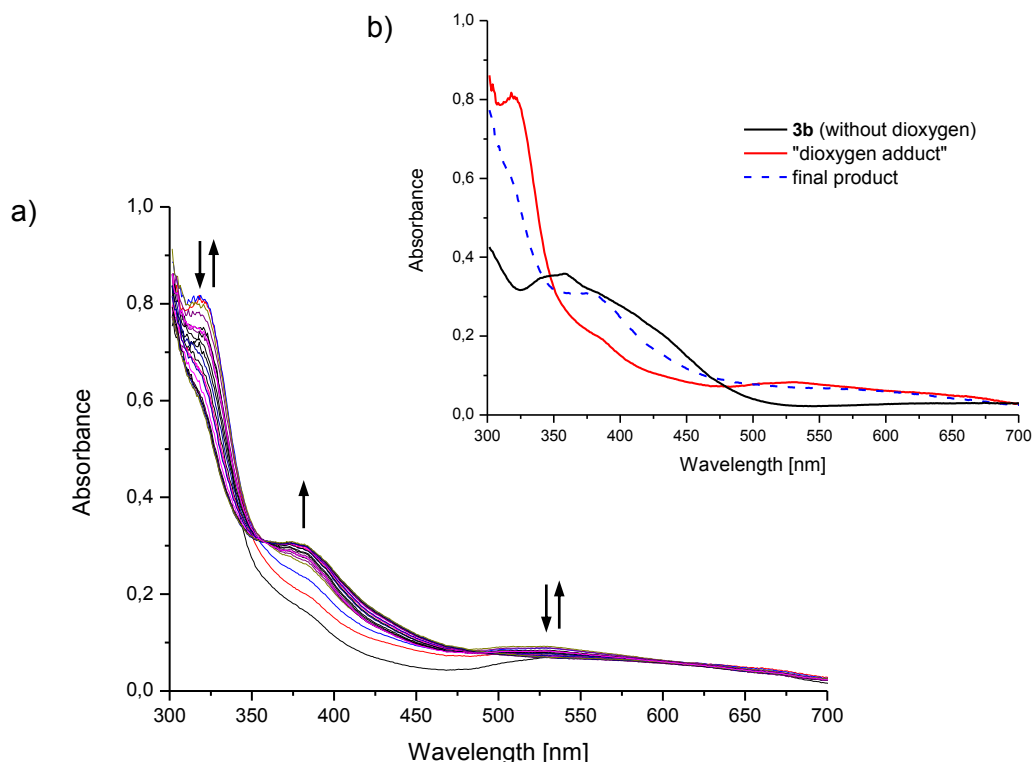 b)
1,0
0,8
0,6
0,4
0,2
0,0
Absorbance
300 350 400 450 500 550 600 650 700
Wavelength [nm]
3b (without dioxygen)
"dioxygen adduct"
final product
a)
1,0
0,8
0,6
0,4
0,2
0,0
Absorbance
300 350 400 450 500 550 600 650 700
Wavelength [nm]